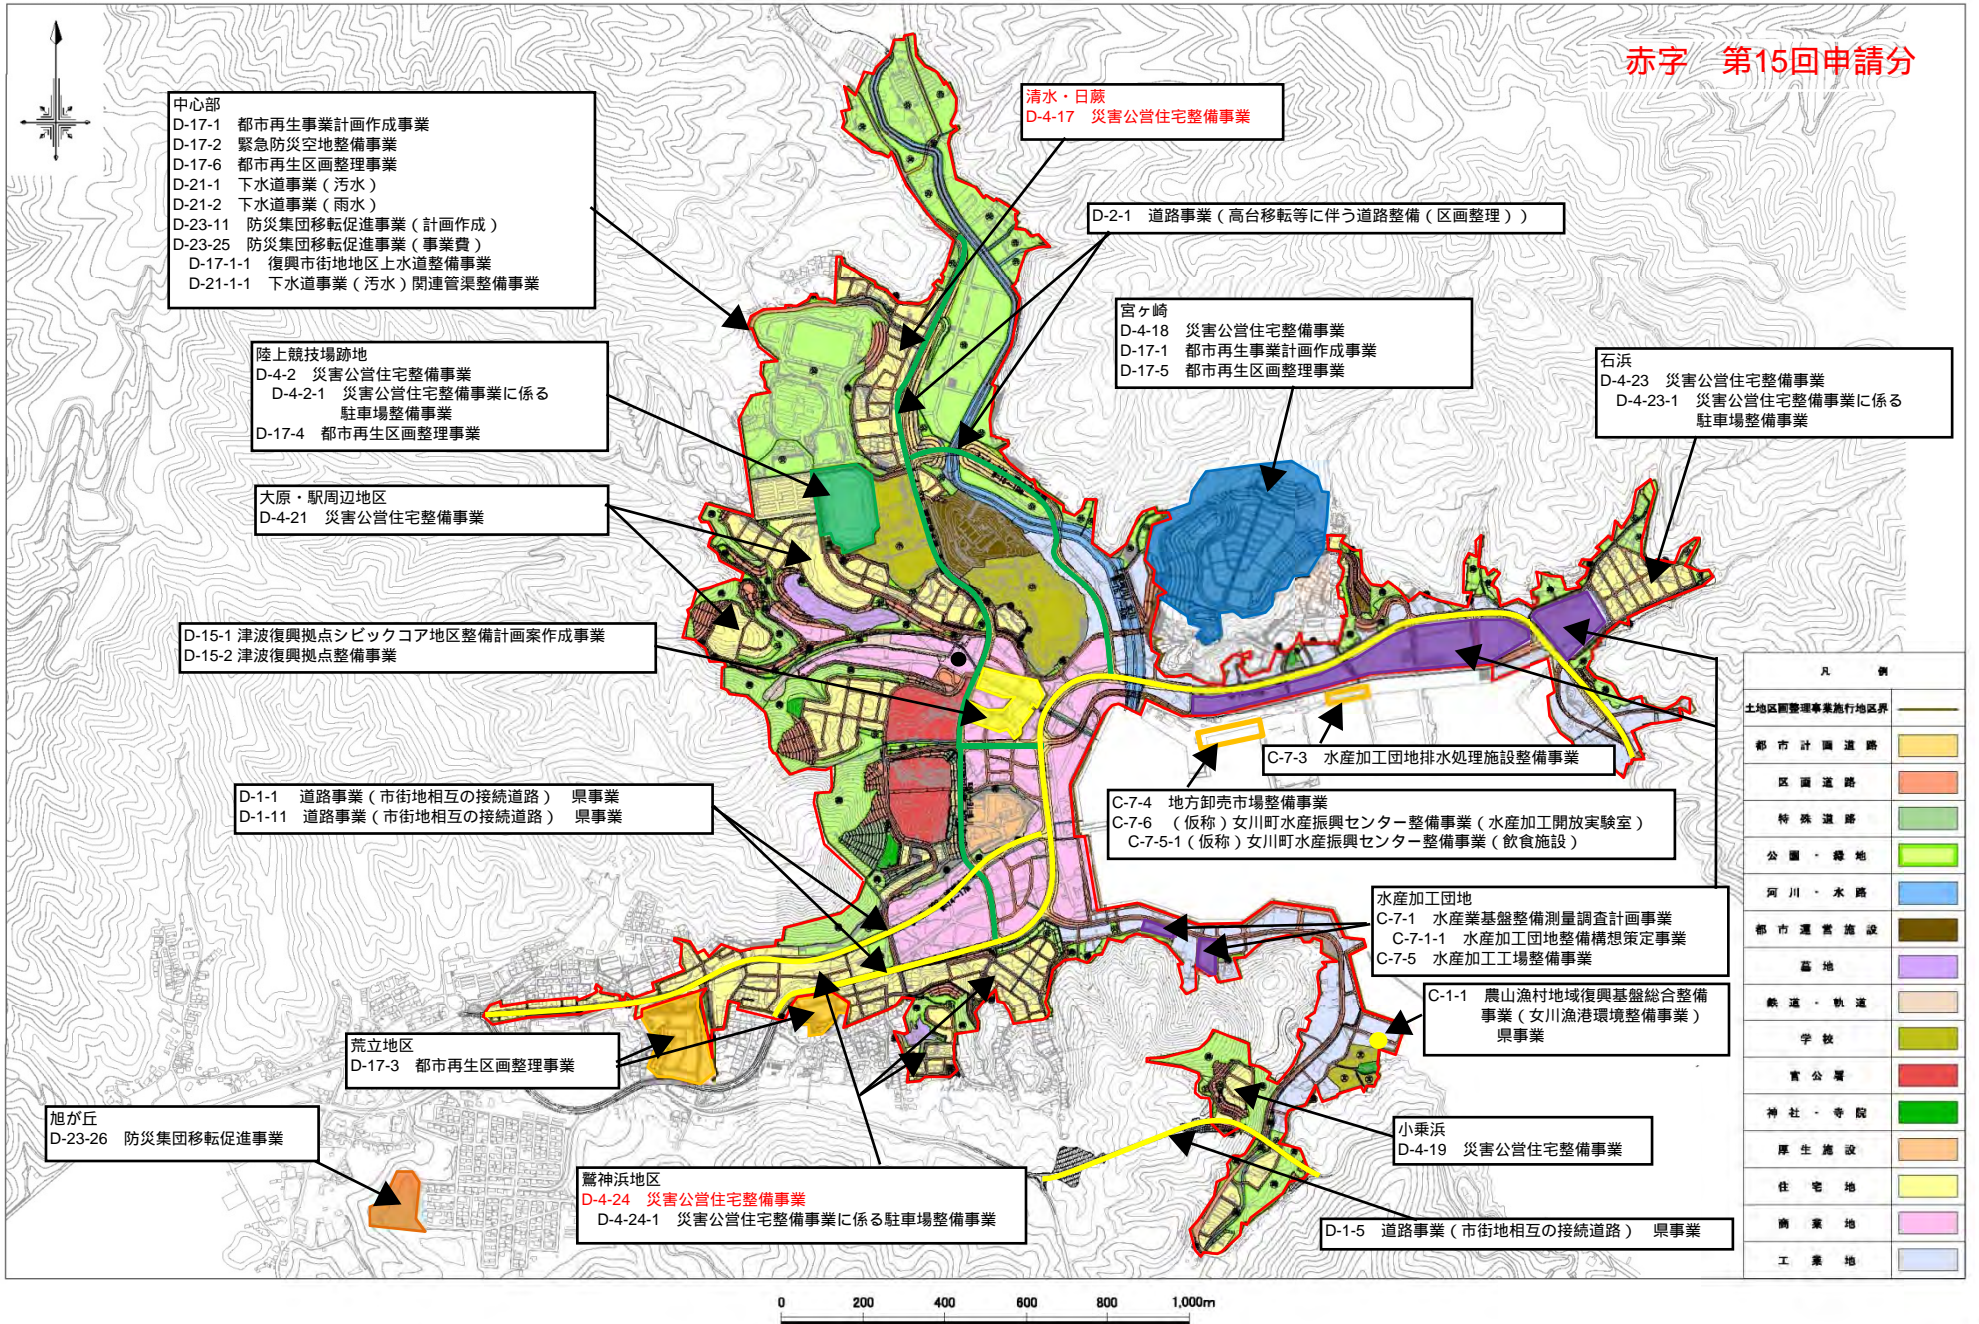 赤字　第15回申請分
中心部
D-17-1　都市再生事業計画作成事業
D-17-2　緊急防災空地整備事業
D-17-6　都市再生区画整理事業
D-21-1　下水道事業（汚水）
D-21-2　下水道事業（雨水）
D-23-11　防災集団移転促進事業（計画作成）
D-23-25　防災集団移転促進事業（事業費）
D-17-1-1　復興市街地地区上水道整備事業
D-21-1-1　下水道事業（汚水）関連管渠整備事業
清水・日蕨
D-4-17　災害公営住宅整備事業
D-2-1　道路事業（高台移転等に伴う道路整備（区画整理））
宮ヶ崎
D-4-18　災害公営住宅整備事業
D-17-1　都市再生事業計画作成事業
D-17-5　都市再生区画整理事業
陸上競技場跡地
D-4-2　災害公営住宅整備事業
D-4-2-1　災害公営住宅整備事業に係る
駐車場整備事業
D-17-4　都市再生区画整理事業
石浜
D-4-23　災害公営住宅整備事業
D-4-23-1　災害公営住宅整備事業に係る
駐車場整備事業
大原・駅周辺地区
D-4-21　災害公営住宅整備事業
D-15-1 津波復興拠点シビックコア地区整備計画案作成事業
D-15-2 津波復興拠点整備事業
C-7-3　水産加工団地排水処理施設整備事業
D-1-1　道路事業（市街地相互の接続道路）　県事業
D-1-11　道路事業（市街地相互の接続道路）　県事業
C-7-4　地方卸売市場整備事業
C-7-6　（仮称）女川町水産振興センター整備事業（水産加工開放実験室）
C-7-5-1（仮称）女川町水産振興センター整備事業（飲食施設）
水産加工団地
C-7-1　水産業基盤整備測量調査計画事業
C-7-1-1　水産加工団地整備構想策定事業
C-7-5　水産加工工場整備事業
C-1-1　農山漁村地域復興基盤総合整備
事業（女川漁港環境整備事業）
県事業
荒立地区
D-17-3　都市再生区画整理事業
旭が丘
D-23-26　防災集団移転促進事業
小乗浜
D-4-19　災害公営住宅整備事業
鷲神浜地区
D-4-24　災害公営住宅整備事業
D-4-24-1　災害公営住宅整備事業に係る駐車場整備事業
D-1-5　道路事業（市街地相互の接続道路）　県事業
凡　例
土地区画整理事業施行地区界
都市計画道路
区画道路
特殊道路
公園・緑地
河川・水路
都市運営施設
墓地
鉄道・軌道
学校
官公署
神社・寺院
厚生施設
住宅地
商業地
工業地
0　200　400　600　800　1,000m